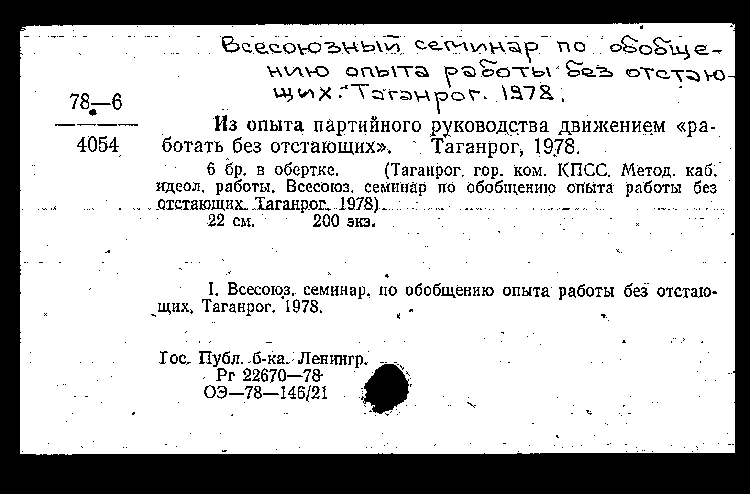 Всесоюзный семинар по обобще-
нию опыта работы без отстаю-
щих. Таганрог. 1978.
78—6
4054
Из опыта партийного руководства движением «ра-
ботать без отстающих». Таганрог, 1978.
6 бр. в обертке. (Таганрог. гор. ком. КПСС. Метод. каб.
идеол. работы. Всесоюз. семинар по обобщению опыта работы без
отстающих. Таганрог. 1978)
22 см. 200 экз.
I. Всесоюз. семинар. по обобщению опыта работы без отстаю-
щих, Таганрог. 1978.
Гос. Публ. б-ка. Ленингр.
Рг 22670—78
ОЭ—78—146/21